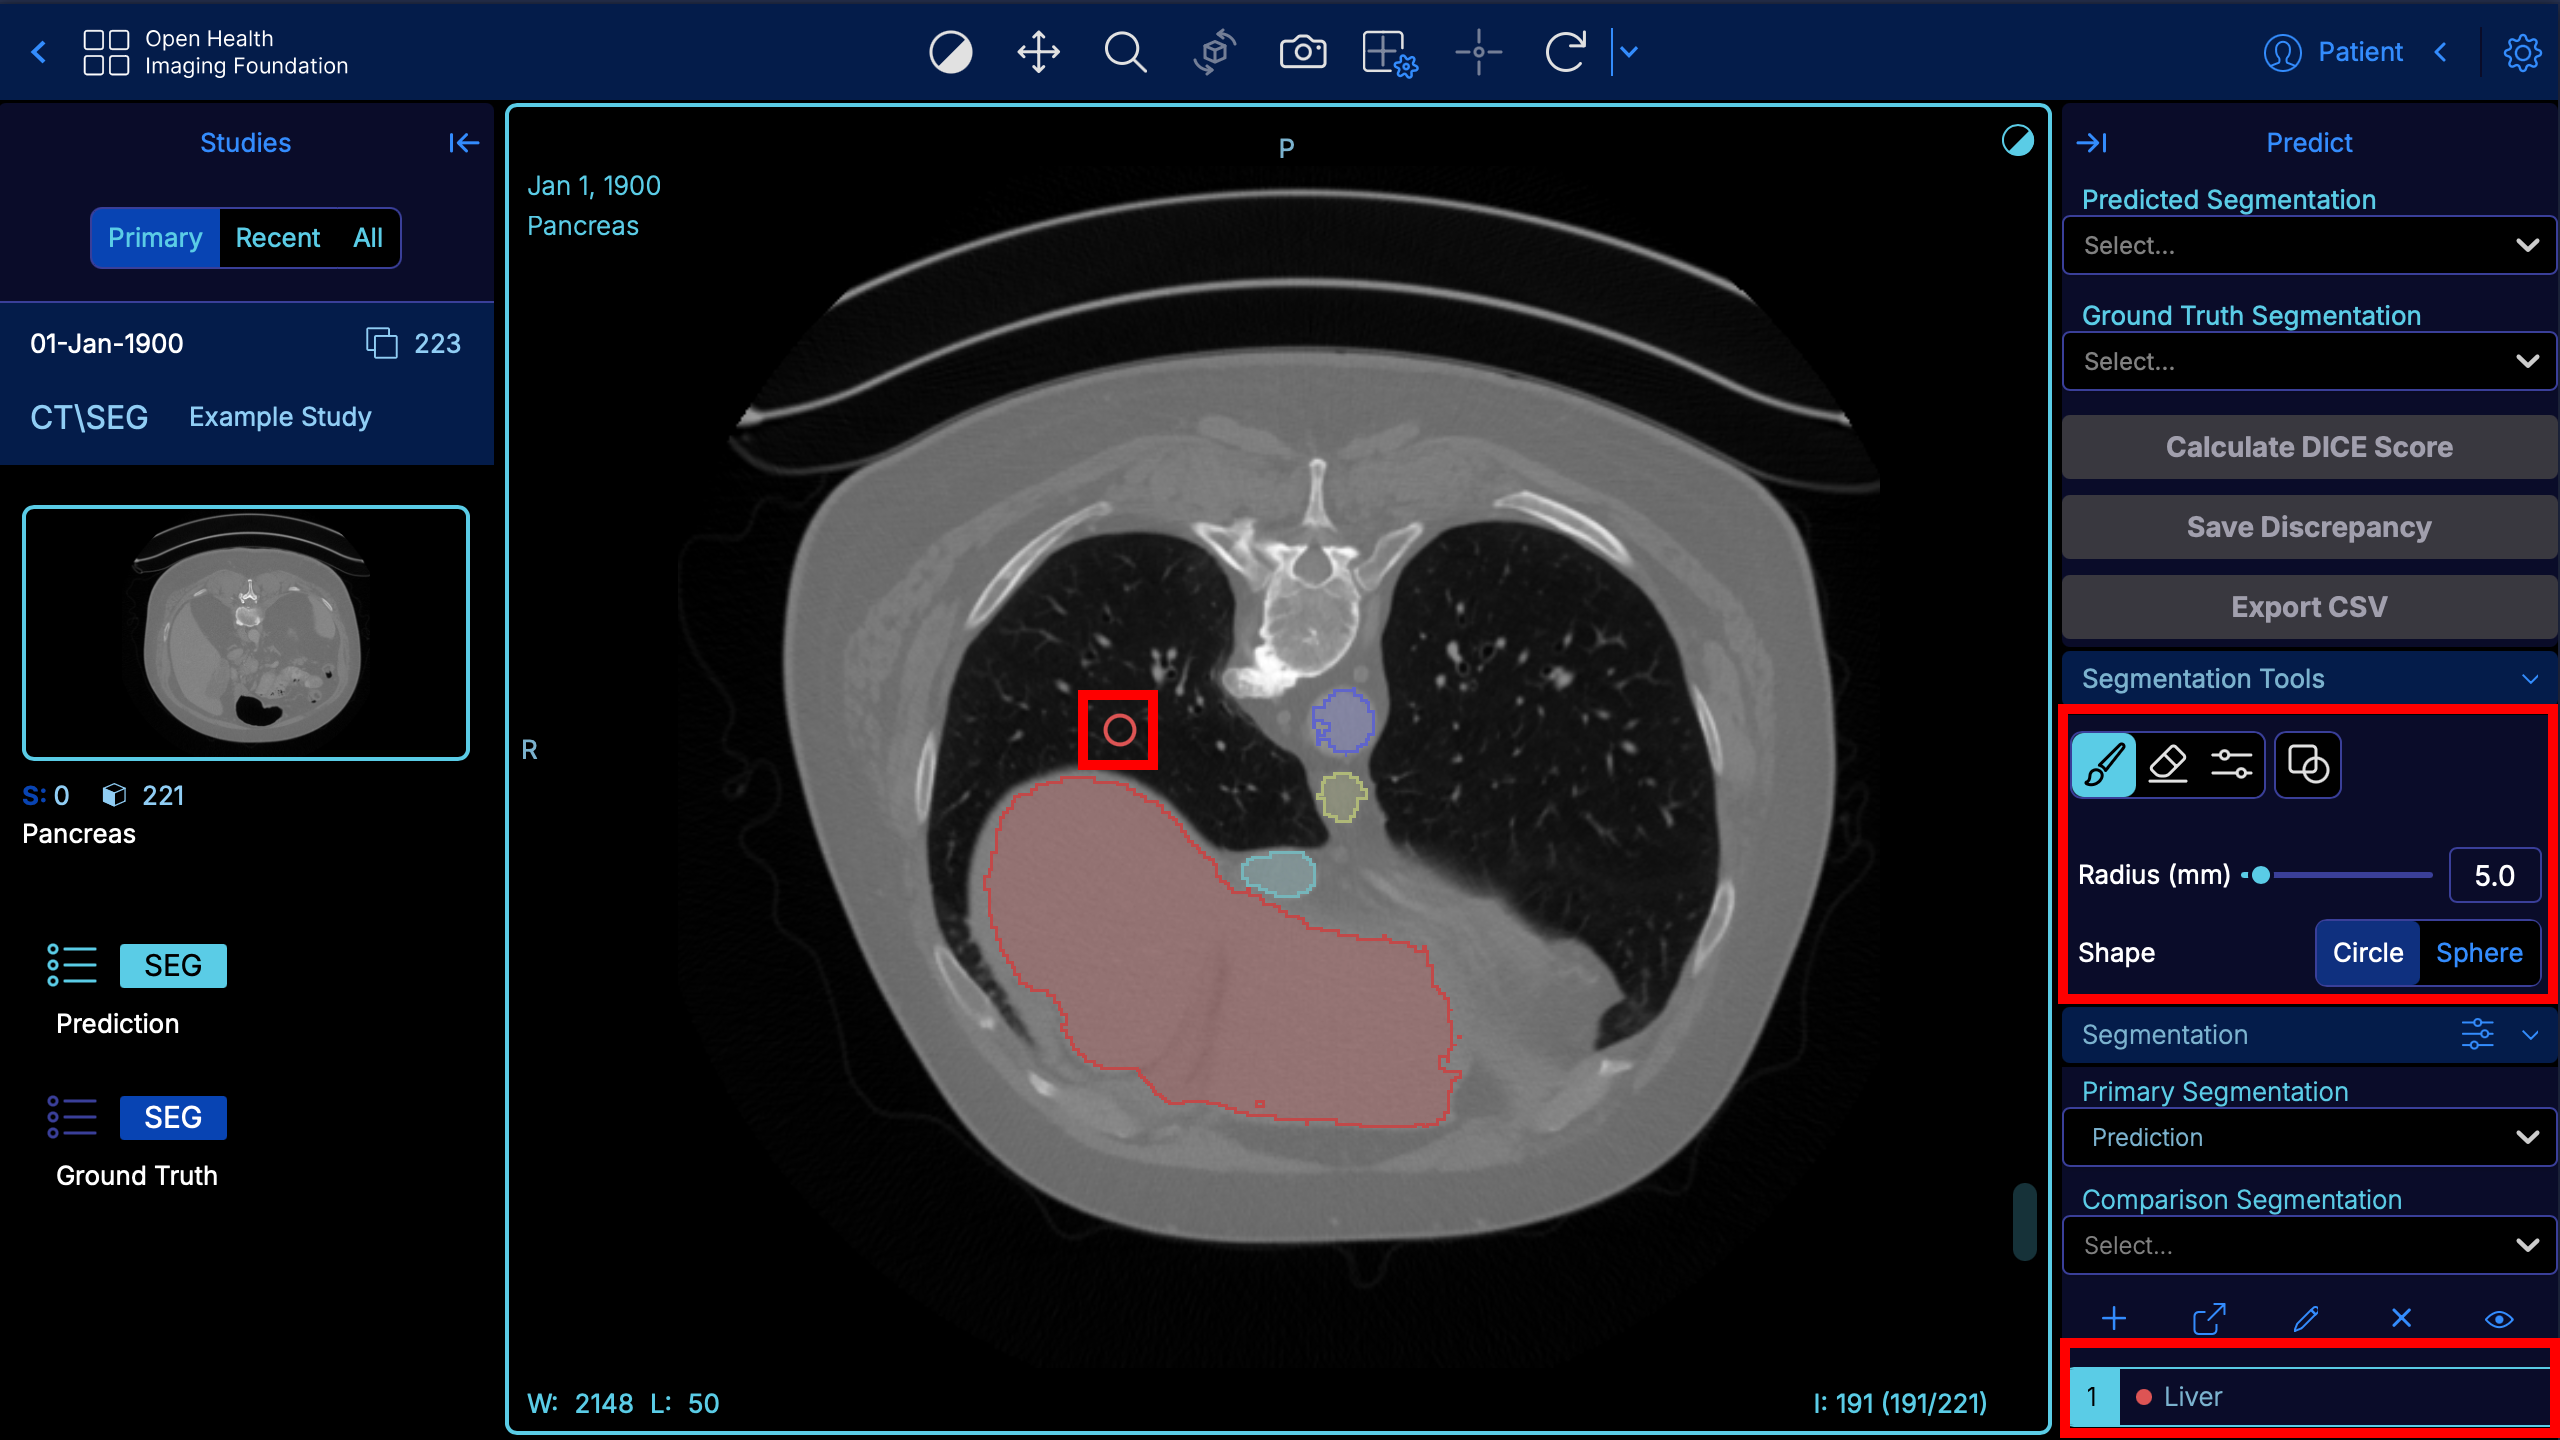 Open Health
Imaging Foundation
Patient
Studies
Primary Recent All
01-Jan-1900 223
CT\SEG Example Study
S: 0 221
Pancreas
SEG
Prediction
SEG
Ground Truth
P
Jan 1, 1900
Pancreas
R
W: 2148 L: 50
I: 191 (191/221)
Predict
Predicted Segmentation
Select...
Ground Truth Segmentation
Select...
Calculate DICE Score
Save Discrepancy
Export CSV
Segmentation Tools
Radius (mm) 5.0
Shape Circle Sphere
Segmentation
Primary Segmentation
Prediction
Comparison Segmentation
Select...
1 Liver